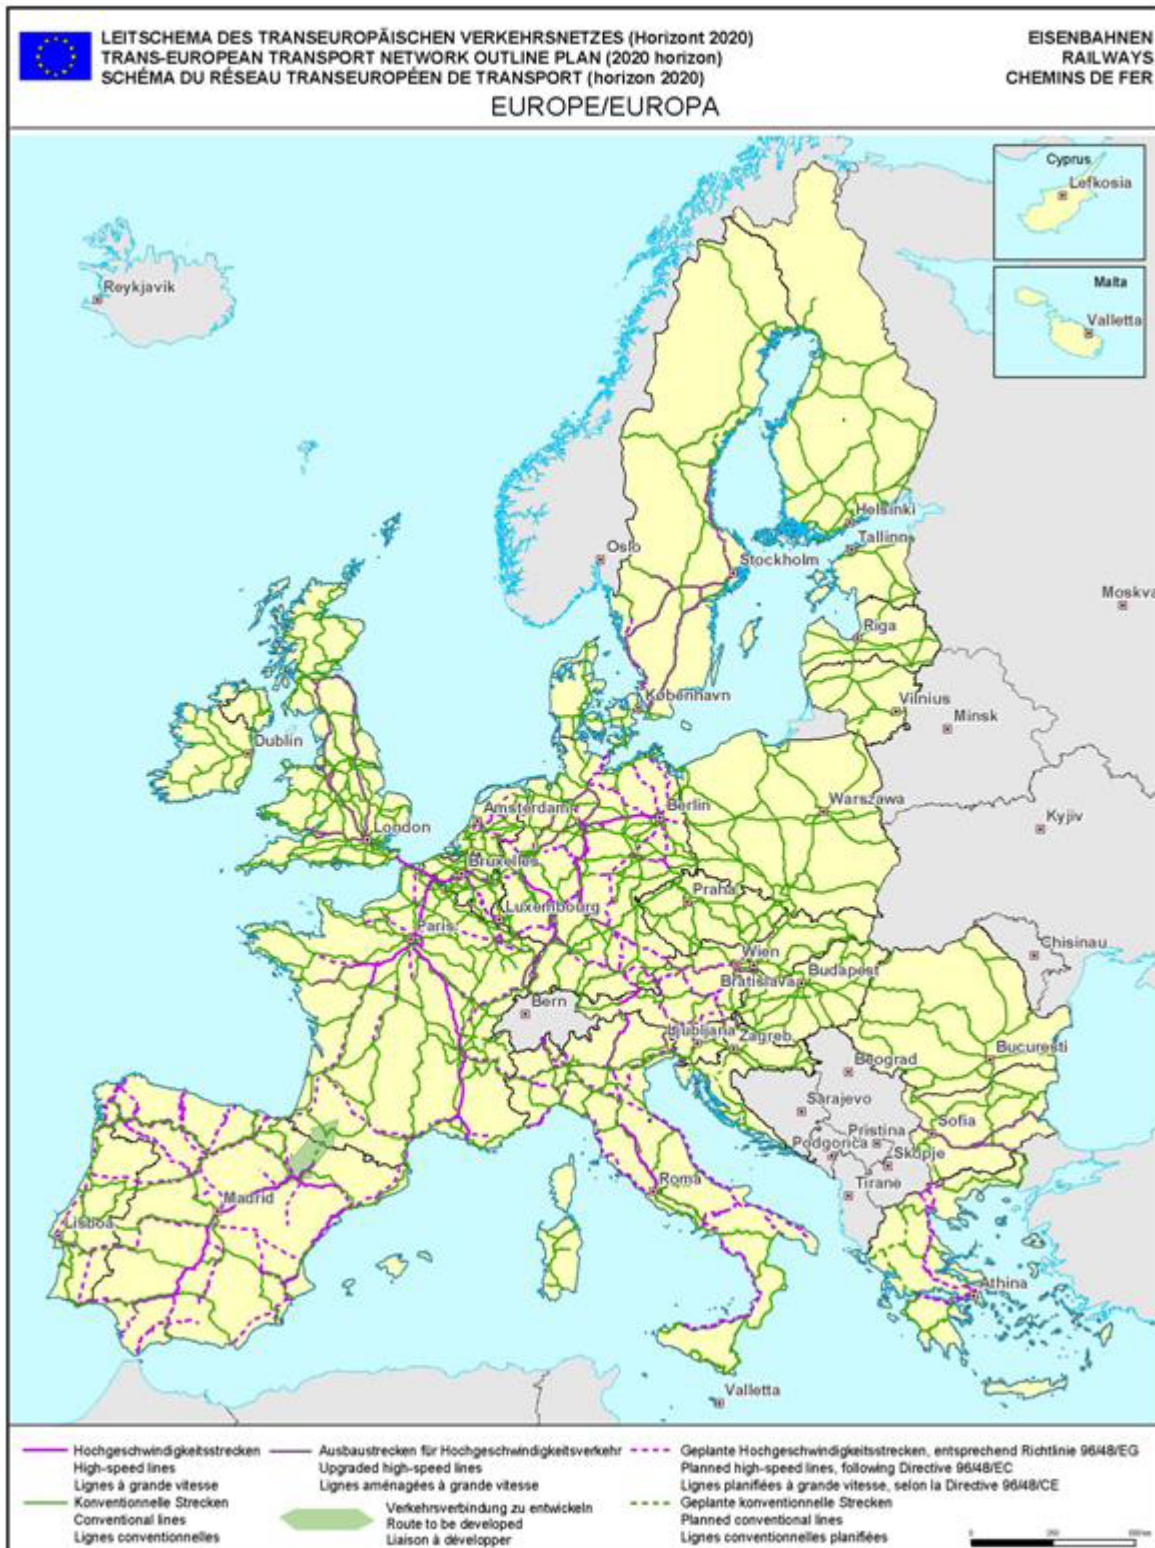 LEITSCHEMA DES TRANSEUROPÄISCHEN VERKEHRSNETZES (Horizont 2020)
TRANS-EUROPEAN TRANSPORT NETWORK OUTLINE PLAN (2020 horizon)
SCHÉMA DU RÉSEAU TRANSEUROPÉEN DE TRANSPORT (horizon 2020)
EISENBAHNEN
RAILWAYS
CHEMINS DE FER
EUROPE/EUROPA
Cyprus
Lefkosia
Malta
Valletta
Reykjavik
Helsinki
Tallinn
Oslo
Stockholm
Moskva
Riga
København
Vilnius
Minsk
Dublin
Amsterdam
Berlin
Warszawa
London
Kyjiv
Bruxelles
Praha
Luxembourg
Paris
Chisinau
Wien
Budapest
Bratislava
Bern
Ljubljana
Zagreb
Bucuresti
Beograd
Sarajevo
Pristina
Sofia
Podgorica
Skopje
Roma
Tirane
Madrid
Lisboa
Athina
Valletta
Hochgeschwindigkeitsstrecken
High-speed lines
Lignes à grande vitesse
Konventionnelle Strecken
Conventional lines
Lignes conventionnelles
Ausbaustrecken für Hochgeschwindigkeitsverkehr
Upgraded high-speed lines
Lignes aménagées à grande vitesse
Verkehrsverbindung zu entwickeln
Route to be developed
Liaison à développer
Geplante Hochgeschwindigkeitsstrecken, entsprechend Richtlinie 96/48/EG
Planned high-speed lines, following Directive 96/48/EC
Lignes planifiées à grande vitesse, selon la Directive 96/48/CE
Geplante konventionelle Strecken
Planned conventional lines
Lignes conventionnelles planifiées